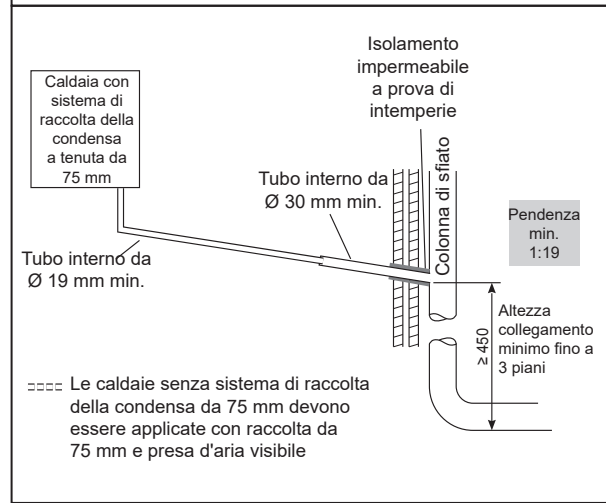 Isolamento
impermeabile
a prova di
intemperie
Caldaia con
sistema di
raccolta della
condensa
a tenuta da
75 mm
Tubo interno da
Ø 30 mm min.
Colonna di sfiato
Pendenza
min.
1:19
Tubo interno da
Ø 19 mm min.
≥ 450
Altezza
collegamento
minimo fino a
3 piani
Le caldaie senza sistema di raccolta
della condensa da 75 mm devono
essere applicate con raccolta da
75 mm e presa d'aria visibile